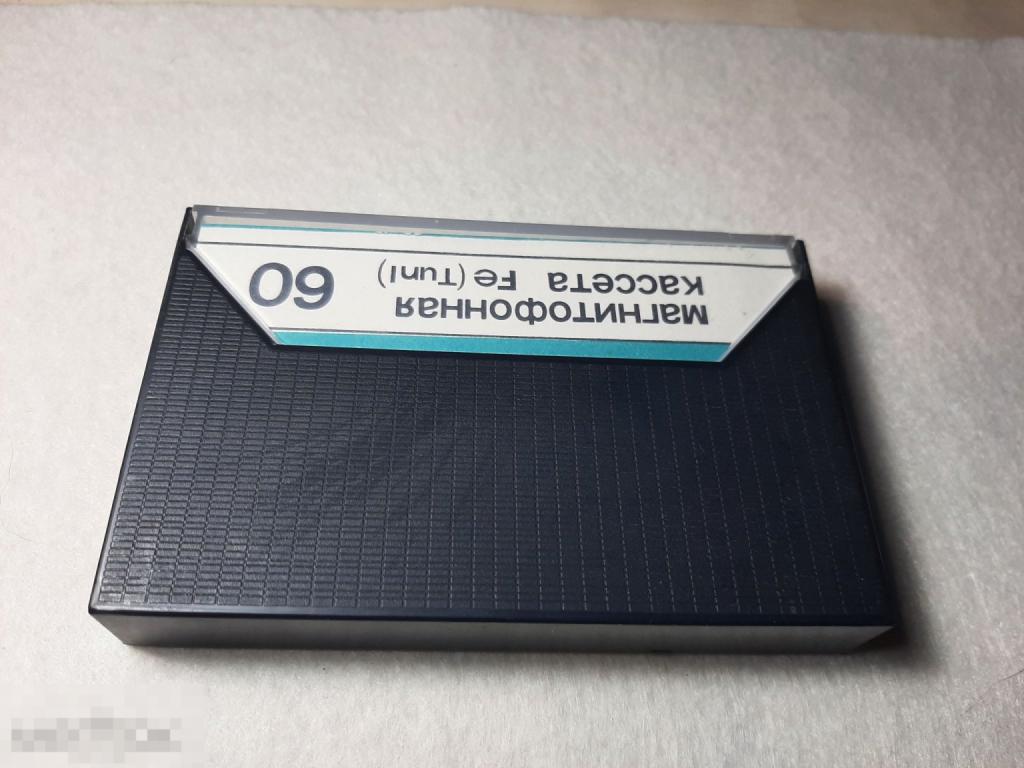 магнитофонная
кассета Fe (Тип I)
60